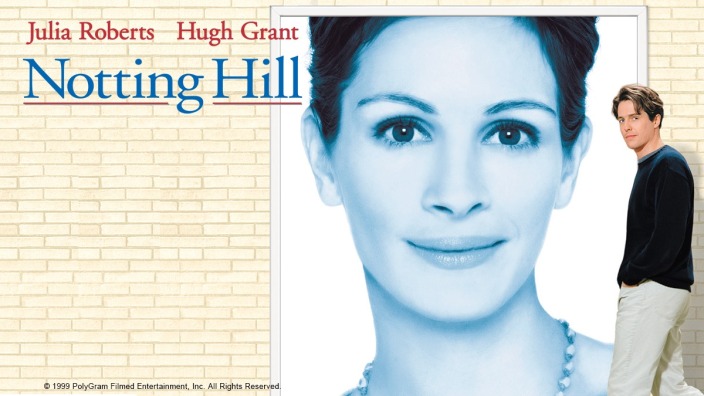 Julia Roberts Hugh Grant
Notting Hill
© 1999 PolyGram Filmed Entertainment, Inc. All Rights Reserved.